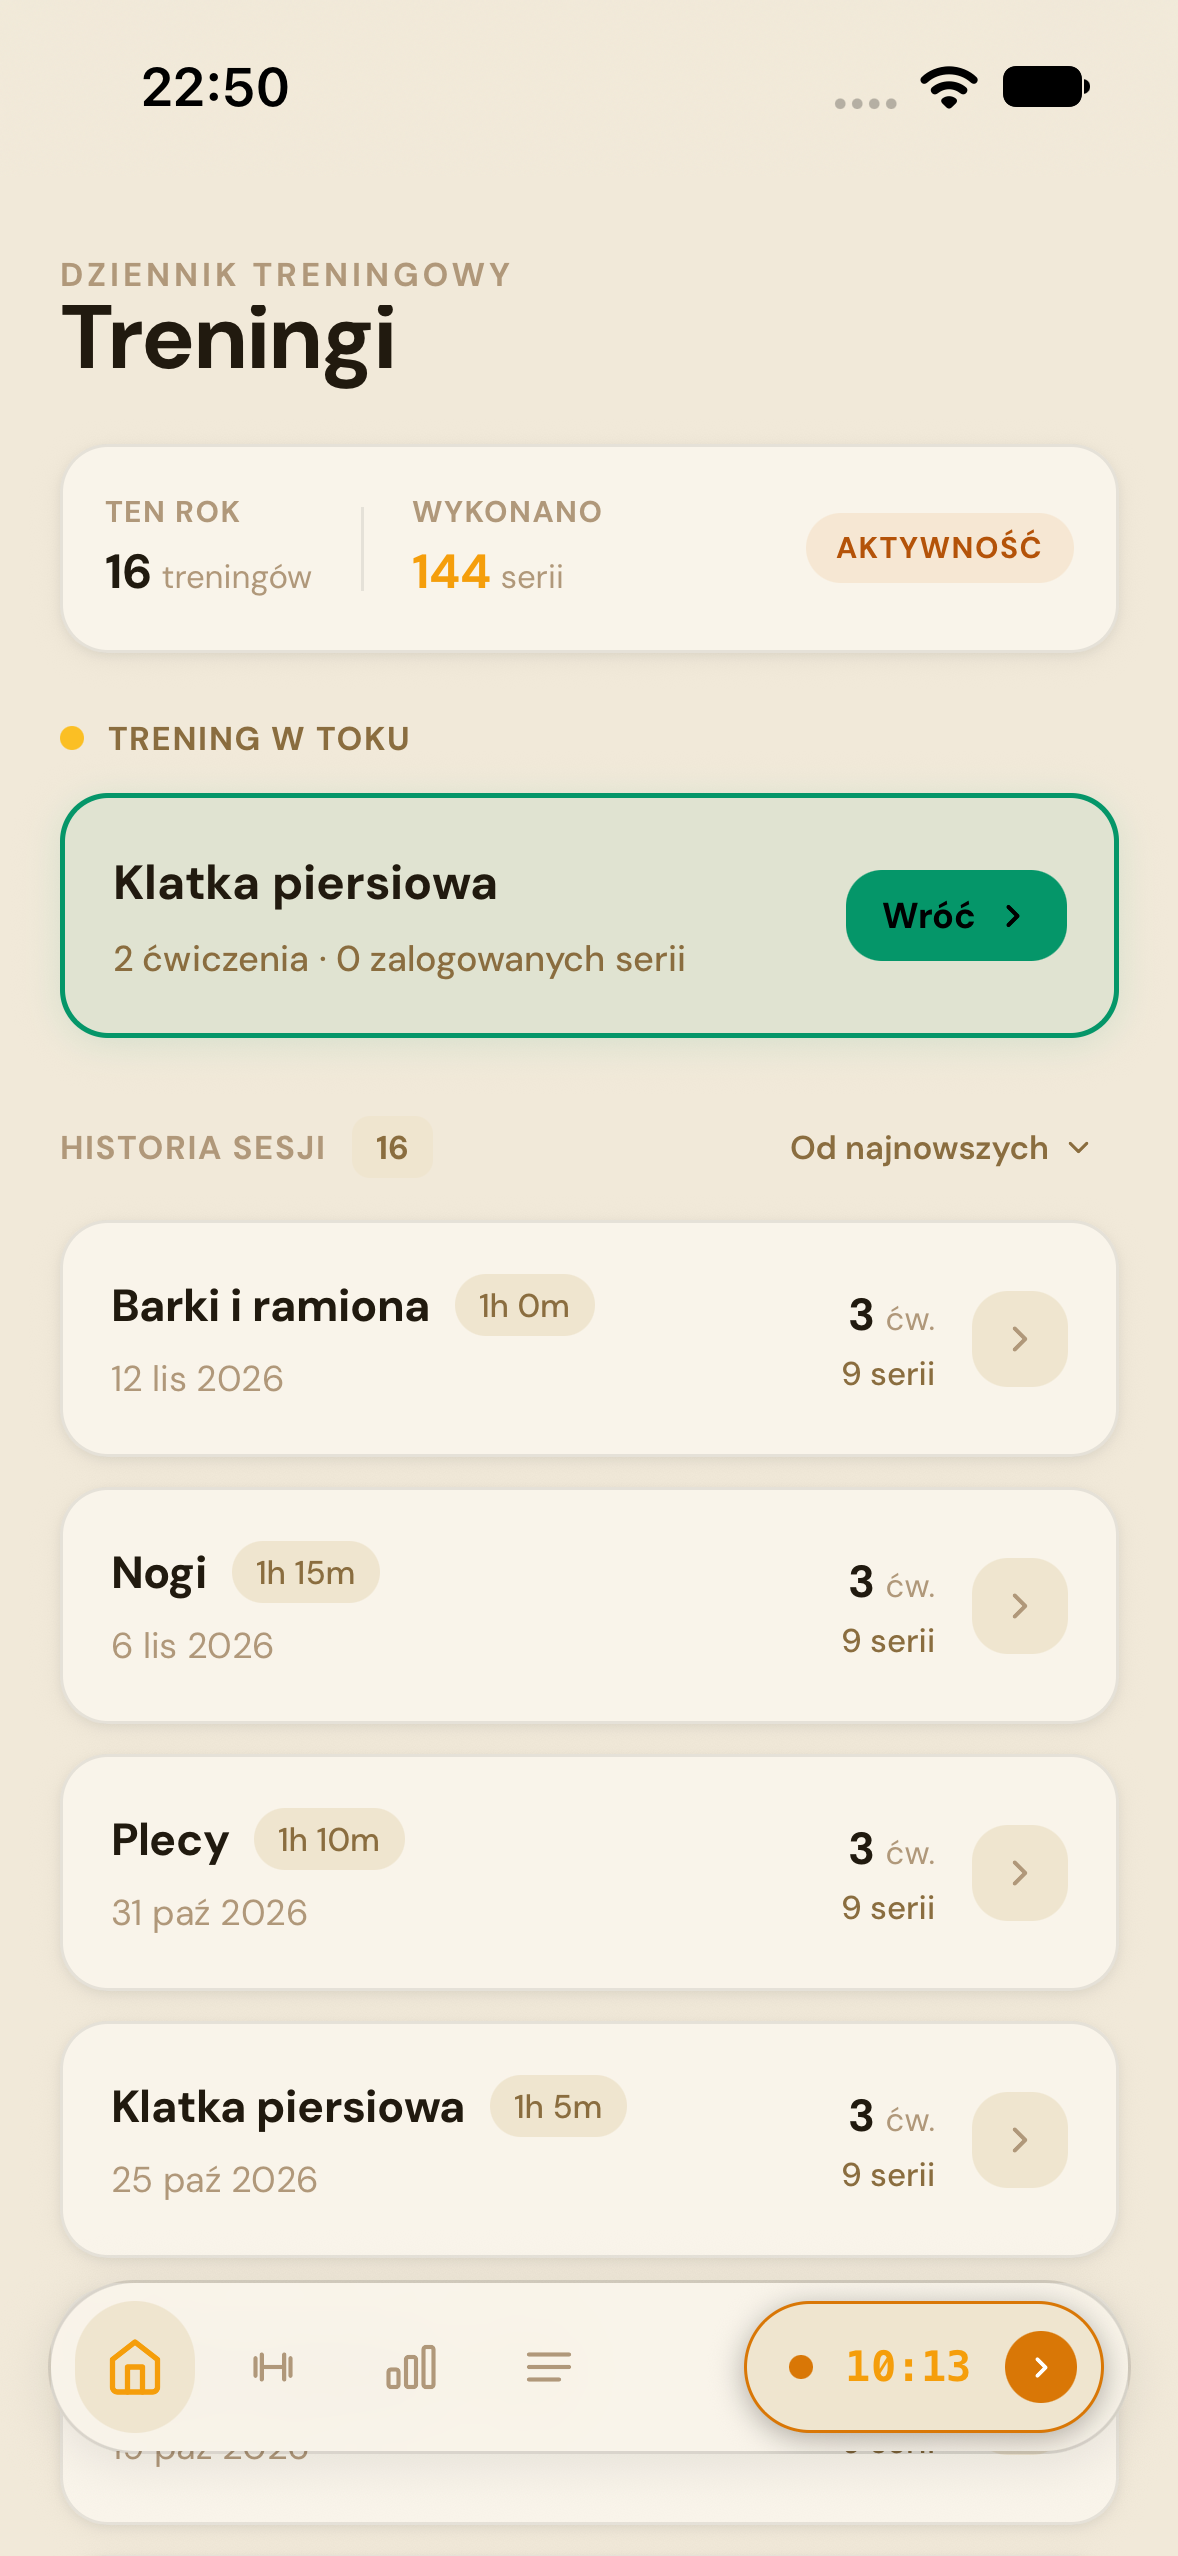 22:50
DZIENNIK TRENINGOWY
Treningi
TEN ROK
16 treningów
WYKONANO
144 serii
AKTYWNOŚĆ
TRENING W TOKU
Klatka piersiowa
2 ćwiczenia · 0 zalogowanych serii
Wróć
HISTORIA SESJI 16
Od najnowszych
Barki i ramiona 1h 0m
12 lis 2026
3 ćw.
9 serii
Nogi 1h 15m
6 lis 2026
3 ćw.
9 serii
Plecy 1h 10m
31 paź 2026
3 ćw.
9 serii
Klatka piersiowa 1h 5m
25 paź 2026
3 ćw.
9 serii
10:13